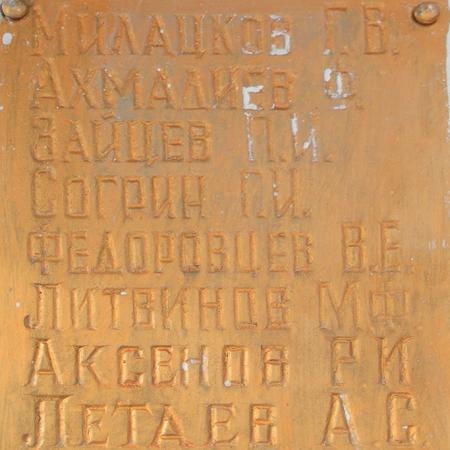 Милацков Г.В.
Ахмадиев Ф.
Зайцев П.И.
Согрин Г.И.
Федоровцев В.Е.
Литвинов М.Ф.
Аксенов Р.И
Летаев А.С.